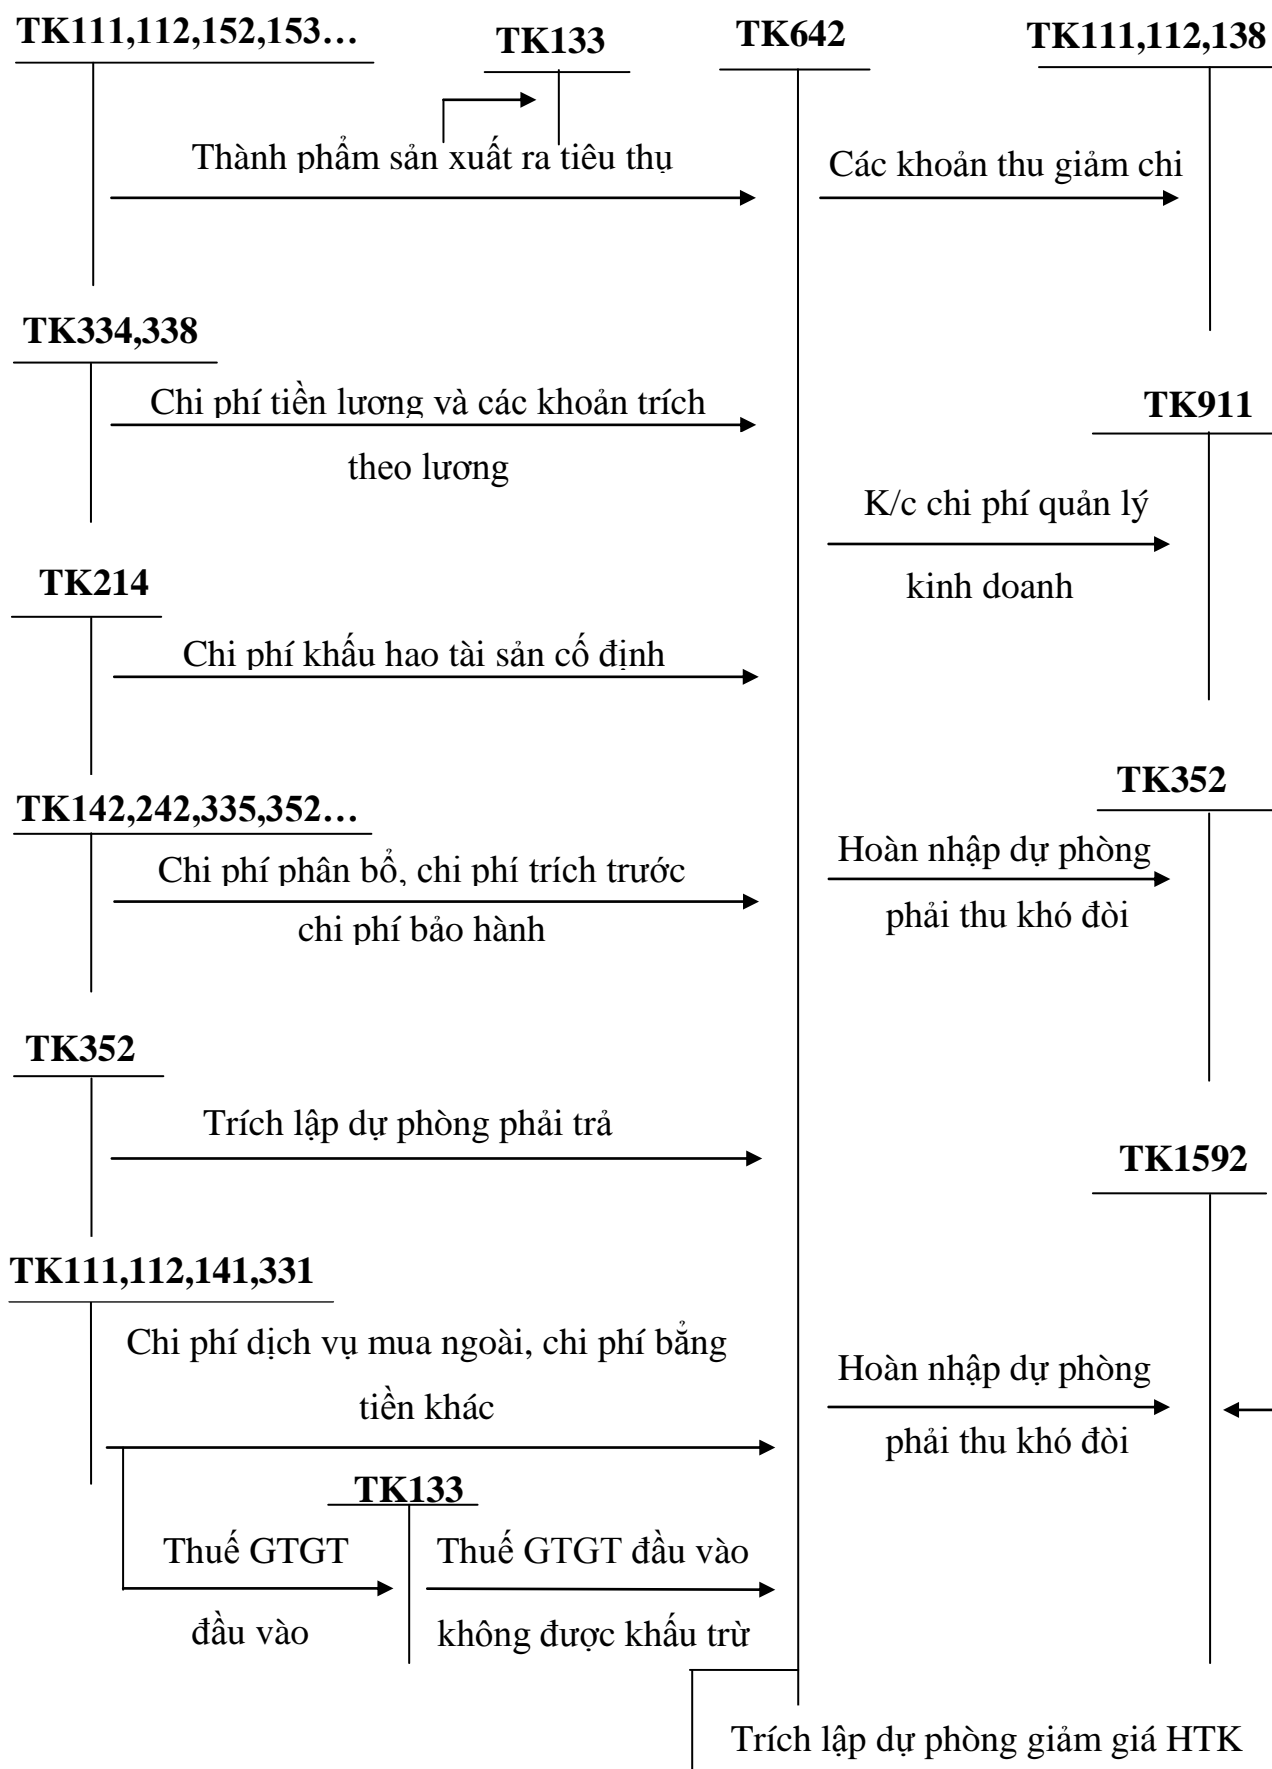 TK111,112,152,153…
TK133
TK642
TK111,112,138
Thành phẩm sản xuất ra tiêu thụ
Các khoản thu giảm chi
TK334,338
Chi phí tiền lương và các khoản trích
theo lương
TK911
K/c chi phí quản lý
kinh doanh
TK214
Chi phí khấu hao tài sản cố định
TK142,242,335,352…
Chi phí phân bổ, chi phí trích trước
chi phí bảo hành
TK352
Hoàn nhập dự phòng
phải thu khó đòi
TK352
Trích lập dự phòng phải trả
TK1592
TK111,112,141,331
Chi phí dịch vụ mua ngoài, chi phí bằng
tiền khác
Hoàn nhập dự phòng
phải thu khó đòi
TK133
Thuế GTGT
đầu vào
Thuế GTGT đầu vào
không được khấu trừ
Trích lập dự phòng giảm giá HTK